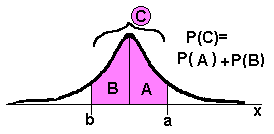 C
P(C)=
P(A)+P(B)
B A
b a x